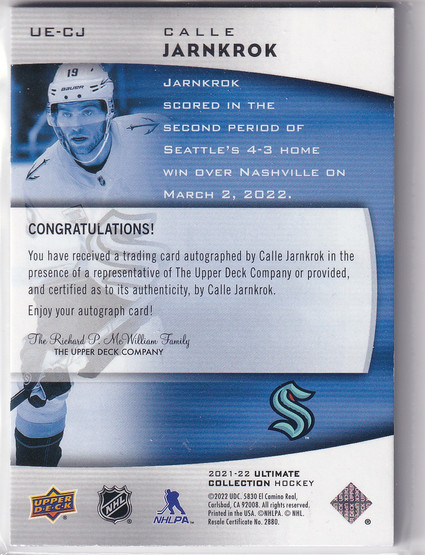 UE-CJ
CALLE
JARNKROK
19
BAUER
JARNKROK
SCORED IN THE
SECOND PERIOD OF
SEATTLE'S 4-3 HOME
WIN OVER NASHVILLE ON
MARCH 2, 2022.
CONGRATULATIONS!
You have received a trading card autographed by Calle Jarnkrok in the
presence of a representative of The Upper Deck Company or provided,
and certified as to its authenticity, by Calle Jarnkrok.
Enjoy your autograph card!
The Richard P. McWilliam Family
THE UPPER DECK COMPANY
S
TM
2021-22 ULTIMATE
COLLECTION HOCKEY
©2022 UDC. 5830 El Camino Real,
Carlsbad, CA 92008. All rights reserved.
Printed in the USA. ©NHLPA. © NHL.
Resale Certificate No. 2880.
UPPER
DECK
NHL
NHLPA
®